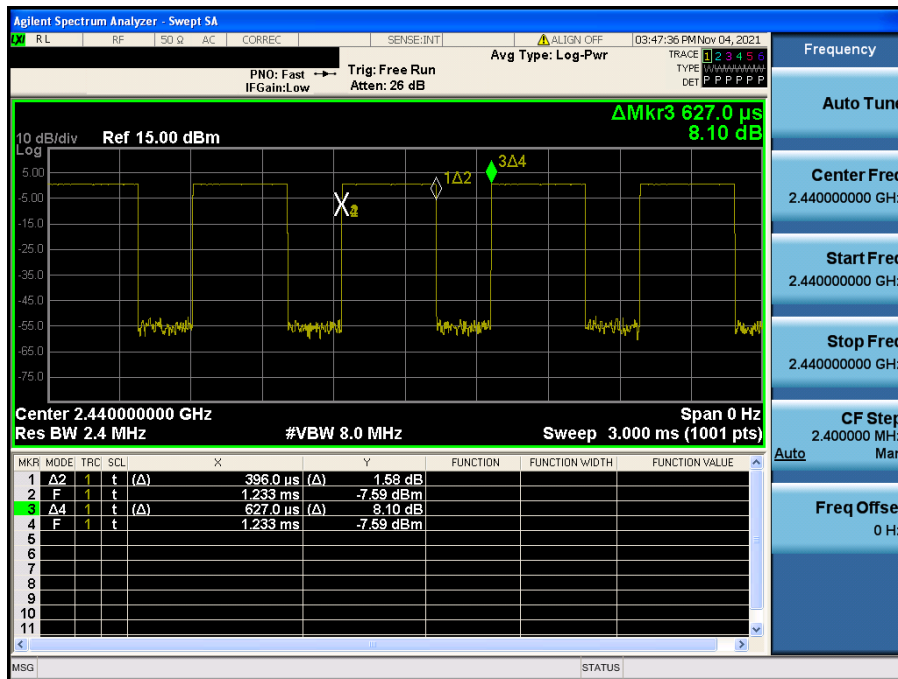 Agilent Spectrum Analyzer - Swept SA
LXI RL RF 50 Ω AC CORREC SENSE:INT ALIGN OFF 03:47:36 PM Nov 04, 2021
Frequency
Avg Type: Log-Pwr
TRACE 1 2 3 4 5 6
TYPE
DET P P P P P P
PNO: Fast
IFGain:Low
Trig: Free Run
Atten: 26 dB
Auto Tune
ΔMkr3 627.0 µs
8.10 dB
10 dB/div Ref 15.00 dBm
Log
5.00
-5.00
-15.0
-25.0
-35.0
-45.0
-55.0
-65.0
-75.0
1Δ2
3Δ4
Center Freq
2.440000000 GHz
Start Freq
2.440000000 GHz
Stop Freq
2.440000000 GHz
CF Step
2.400000 MHz
Auto Man
Freq Offset
0 Hz
Center 2.440000000 GHz Span 0 Hz
Res BW 2.4 MHz #VBW 8.0 MHz Sweep 3.000 ms (1001 pts)
MKR MODE TRC SCL X Y FUNCTION FUNCTION WIDTH FUNCTION VALUE
1 Δ2 1 t (Δ) 396.0 µs (Δ) 1.58 dB
2 F 1 t 1.233 ms -7.59 dBm
3 Δ4 1 t (Δ) 627.0 µs (Δ) 8.10 dB
4 F 1 t 1.233 ms -7.59 dBm
5
6
7
8
9
10
11
MSG STATUS